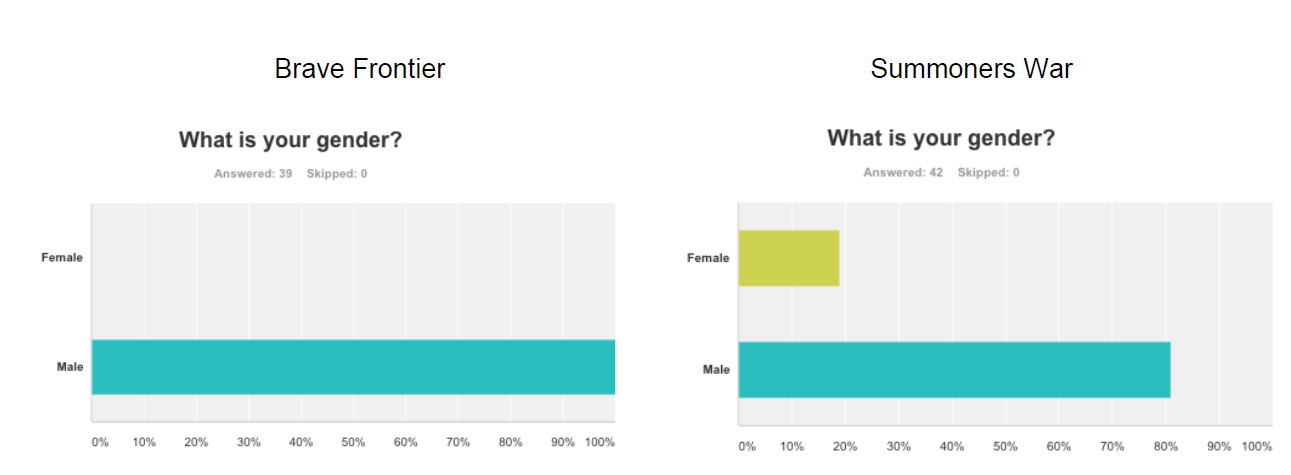 Brave Frontier
What is your gender?
Answered: 39 Skipped: 0
Female
Male
0% 10% 20% 30% 40% 50% 60% 70% 80% 90% 100%
Summoners War
What is your gender?
Answered: 42 Skipped: 0
Female
Male
0% 10% 20% 30% 40% 50% 60% 70% 80% 90% 100%